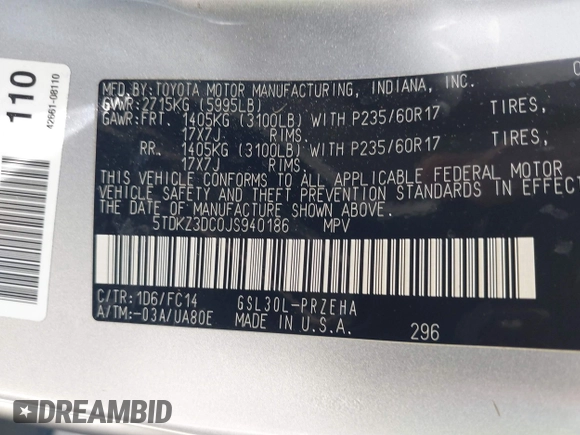 110
42661-08110
MFD.BY:TOYOTA MOTOR MANUFACTURING, INDIANA, INC.
GVWR:2715KG (5995LB)
GAWR:FRT. 1405KG (3100LB) WITH P235/60R17 TIRES,
17X7J RIMS.
RR. 1405KG (3100LB) WITH P235/60R17 TIRES,
17X7J RIMS.
THIS VEHICLE CONFORMS TO ALL APPLICABLE FEDERAL MOTOR
VEHICLE SAFETY AND THEFT PREVENTION STANDARDS IN EFFECT
THE DATE OF MANUFACTURE SHOWN ABOVE.
5TDKZ3DC0JS940186 MPV
C/TR:1D6/FC14 GSL30L-PRZEHA
A/TM:-03A/UA80E MADE IN U.S.A. 296
DREAMBID